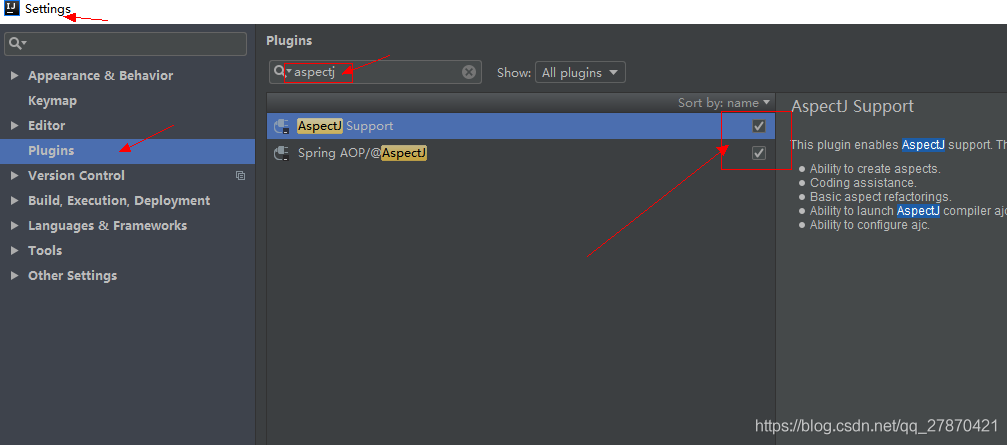 IJ Settings
Plugins
aspectj Show: All plugins
Appearance & Behavior
Keymap
Editor
Plugins
Version Control
Build, Execution, Deployment
Languages & Frameworks
Tools
Other Settings
Sort by: name
AspectJ Support
Spring AOP/@AspectJ
AspectJ Support
This plugin enables AspectJ support. Th
Ability to create aspects.
Coding assistance.
Basic aspect refactorings.
Ability to launch AspectJ compiler ajc
Ability to configure ajc.
https://blog.csdn.net/qq_27870421